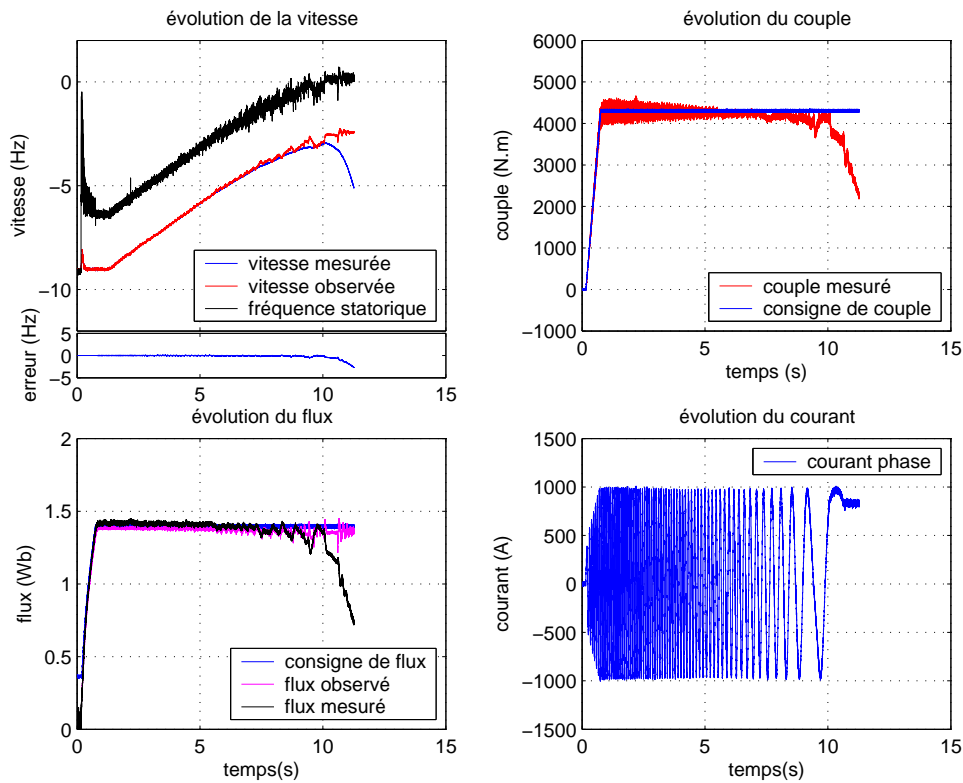 évolution de la vitesse
0
−5
−10
vitesse (Hz)
vitesse mesurée
vitesse observée
fréquence statorique
5
0
−5
erreur (Hz)
0
5
10
15
évolution du couple
6000
5000
4000
3000
2000
1000
0
−1000
couple (N.m)
couple mesuré
consigne de couple
0
5
10
15
temps (s)
évolution du flux
2
1.5
1
0.5
0
flux (Wb)
consigne de flux
flux observé
flux mesuré
0
5
10
15
temps(s)
évolution du courant
1500
1000
500
0
−500
−1000
−1500
courant (A)
courant phase
0
5
10
15
temps (s)